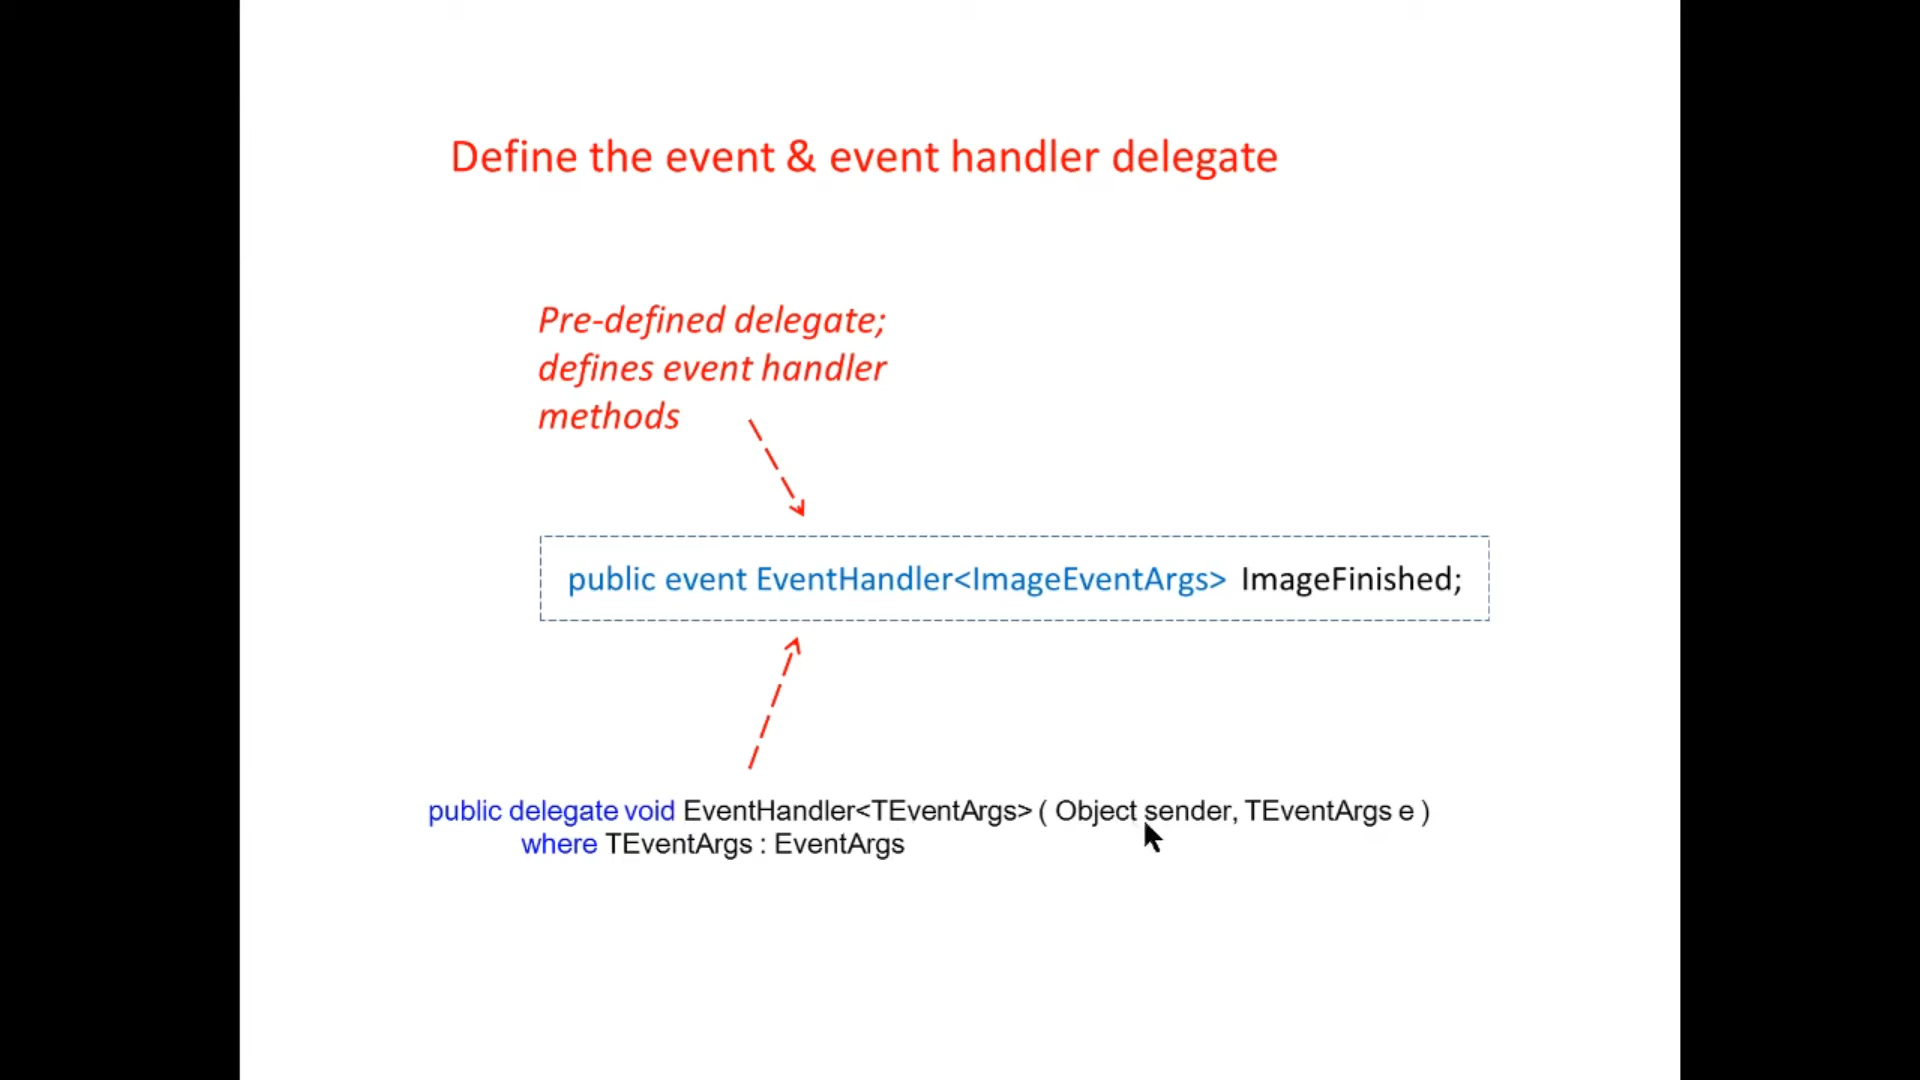 Define the event & event handler delegate
Pre-defined delegate;
defines event handler
methods
public event EventHandler<ImageEventArgs> ImageFinished;
public delegate void EventHandler<TEventArgs> ( Object sender, TEventArgs e )
where TEventArgs : EventArgs